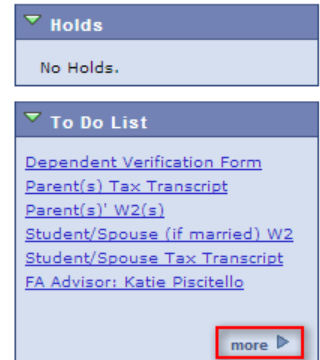 Holds
No Holds.
To Do List
Dependent Verification Form
Parent(s) Tax Transcript
Parent(s)' W2(s)
Student/Spouse (if married) W2
Student/Spouse Tax Transcript
FA Advisor: Katie Piscitello
more